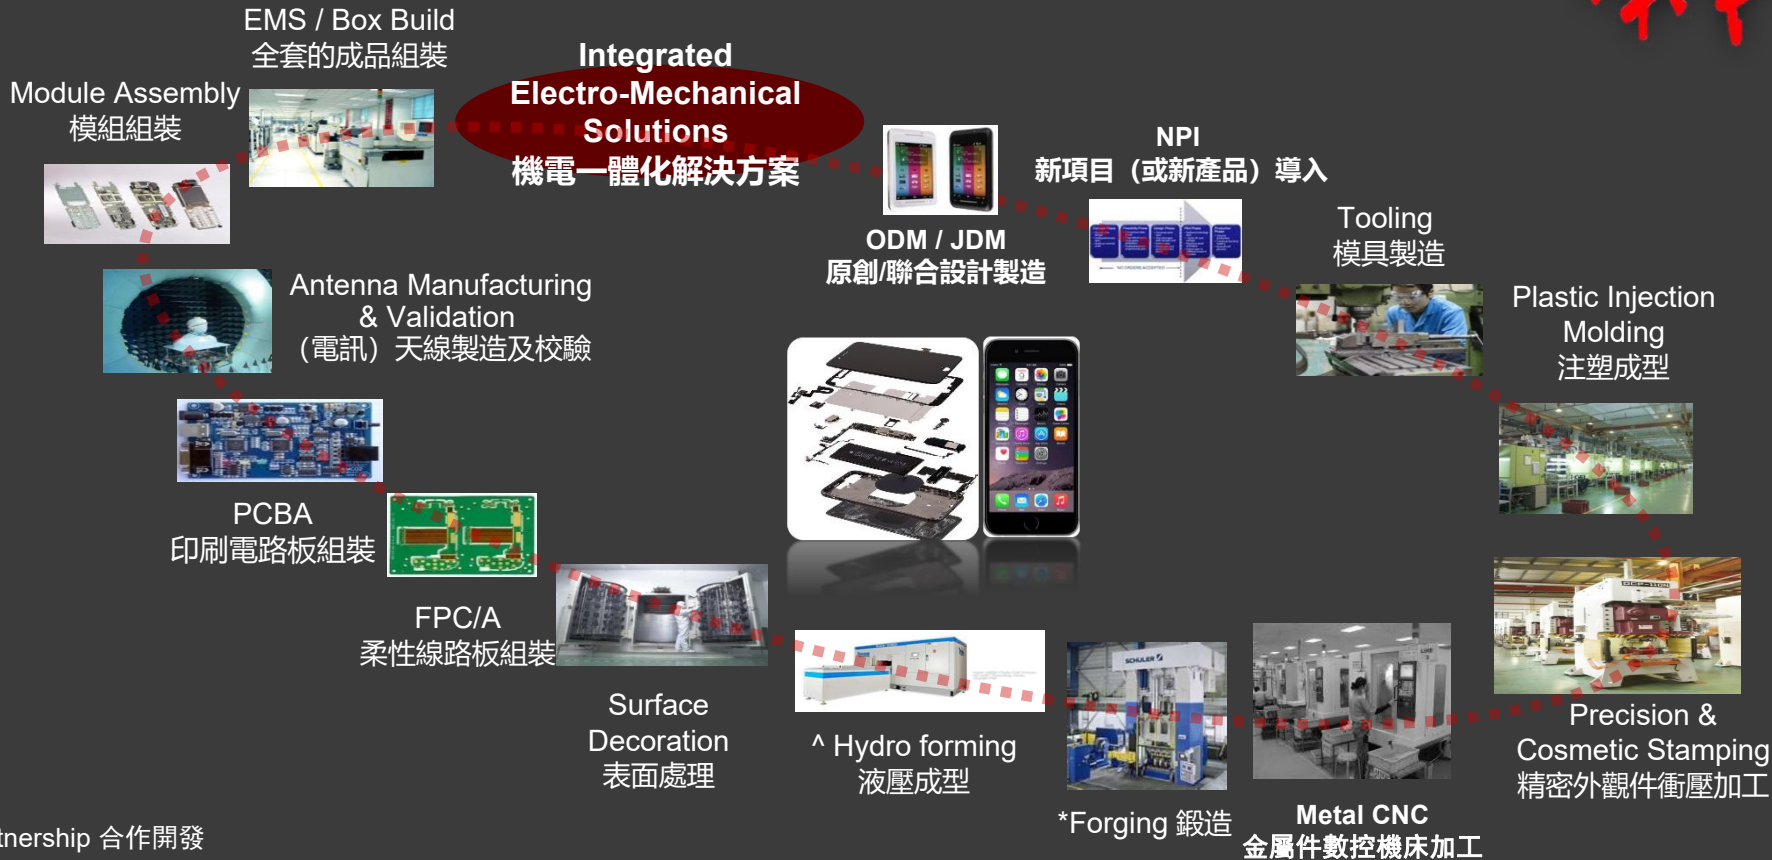 EMS / Box Build
全套的成品組裝
Integrated
Electro-Mechanical
Solutions
機電一體化解決方案
Module Assembly
模組組裝
NPI
新項目（或新產品）導入
ODM / JDM
原創/聯合設計製造
Tooling
模具製造
Antenna Manufacturing
& Validation
（電訊）天線製造及校驗
Plastic Injection
Molding
注塑成型
PCBA
印刷電路板組裝
FPC/A
柔性線路板組裝
SCHULER
Surface
Decoration
表面處理
^ Hydro forming
液壓成型
*Forging 鍛造
Metal CNC
金屬件數控機床加工
Precision &
Cosmetic Stamping
精密外觀件衝壓加工
tnership 合作開發